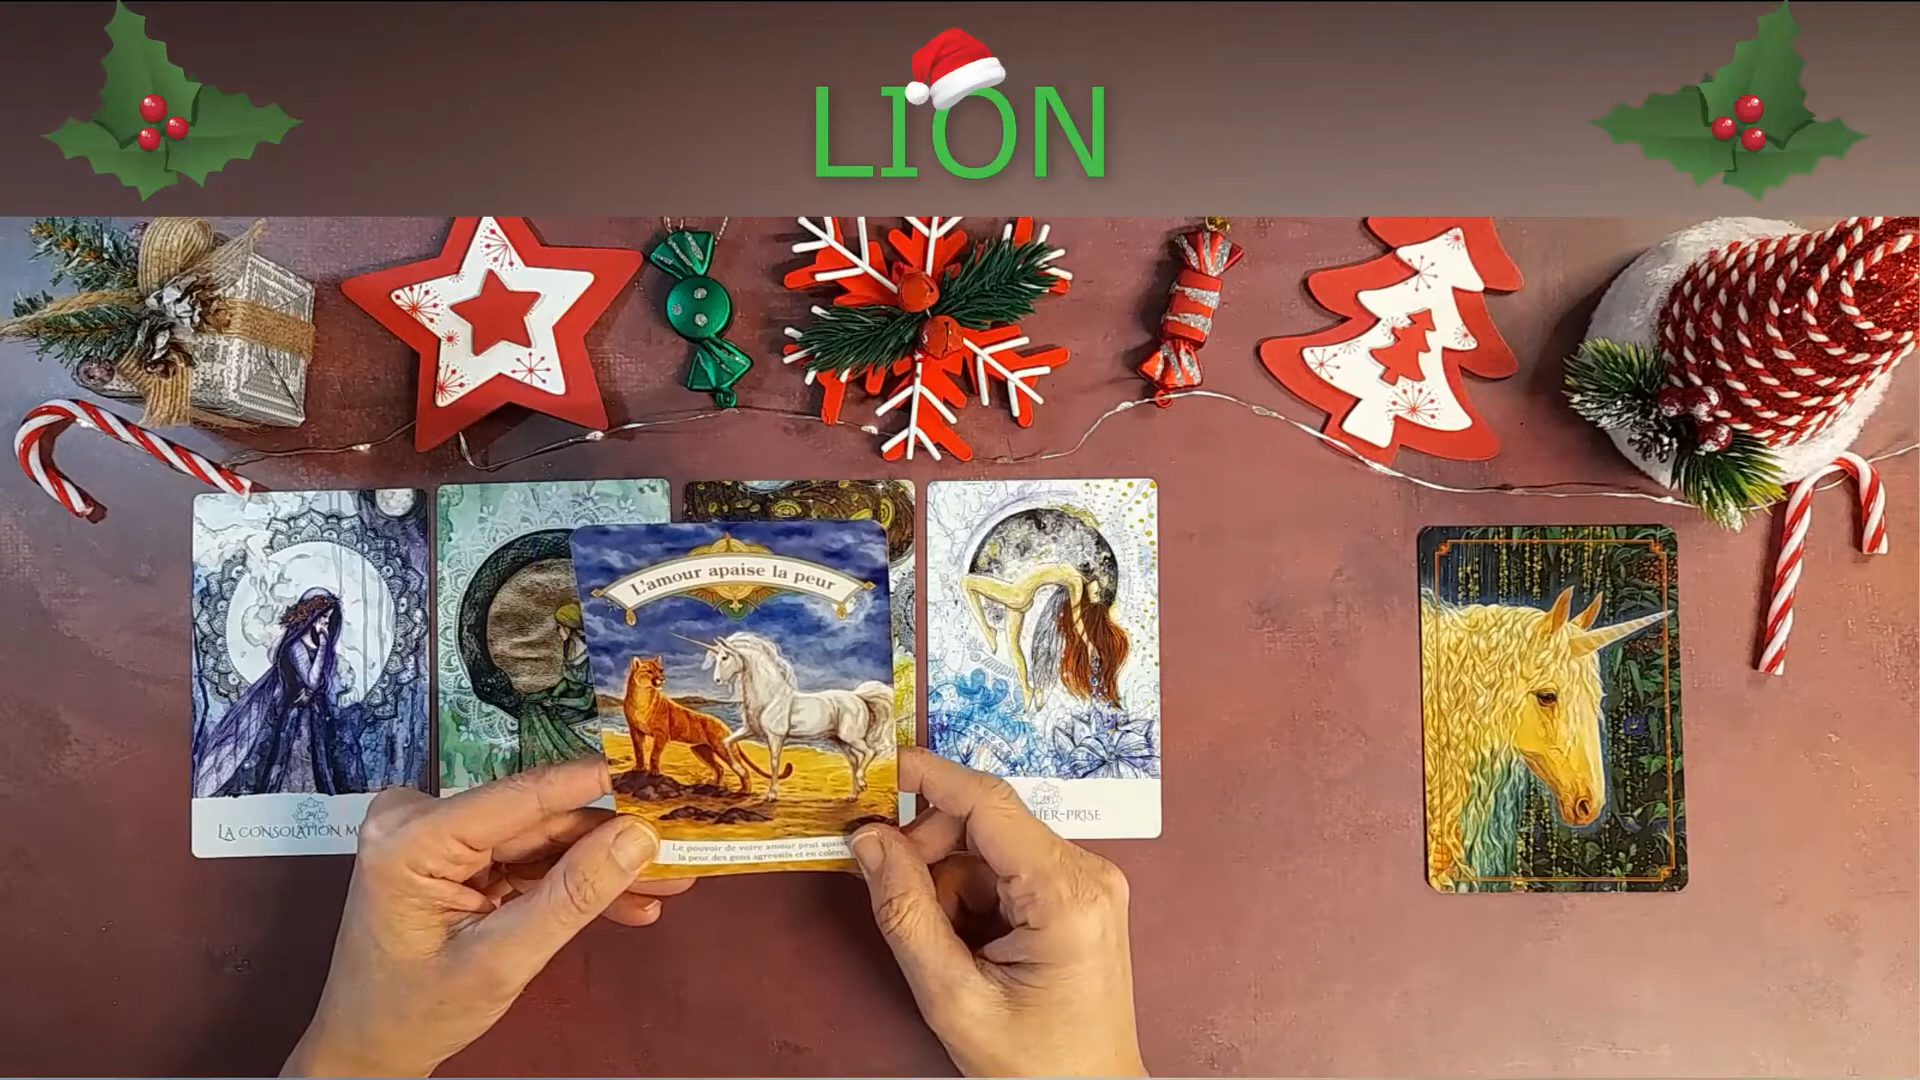 LION
L'amour apaise la peur
24
LA CONSOLATION
Le pouvoir de votre amour peut apaiser
la peur des gens agressifs et en colère.